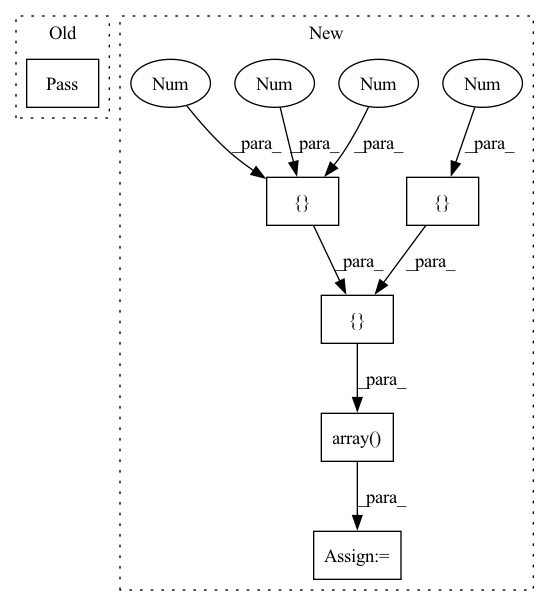 Old
New
Pass
Num
Num
Num
Num
_para_
_para_
_para_
_para_
{}
{}
_para_
_para_
{}
_para_
array()
_para_
Assign:=